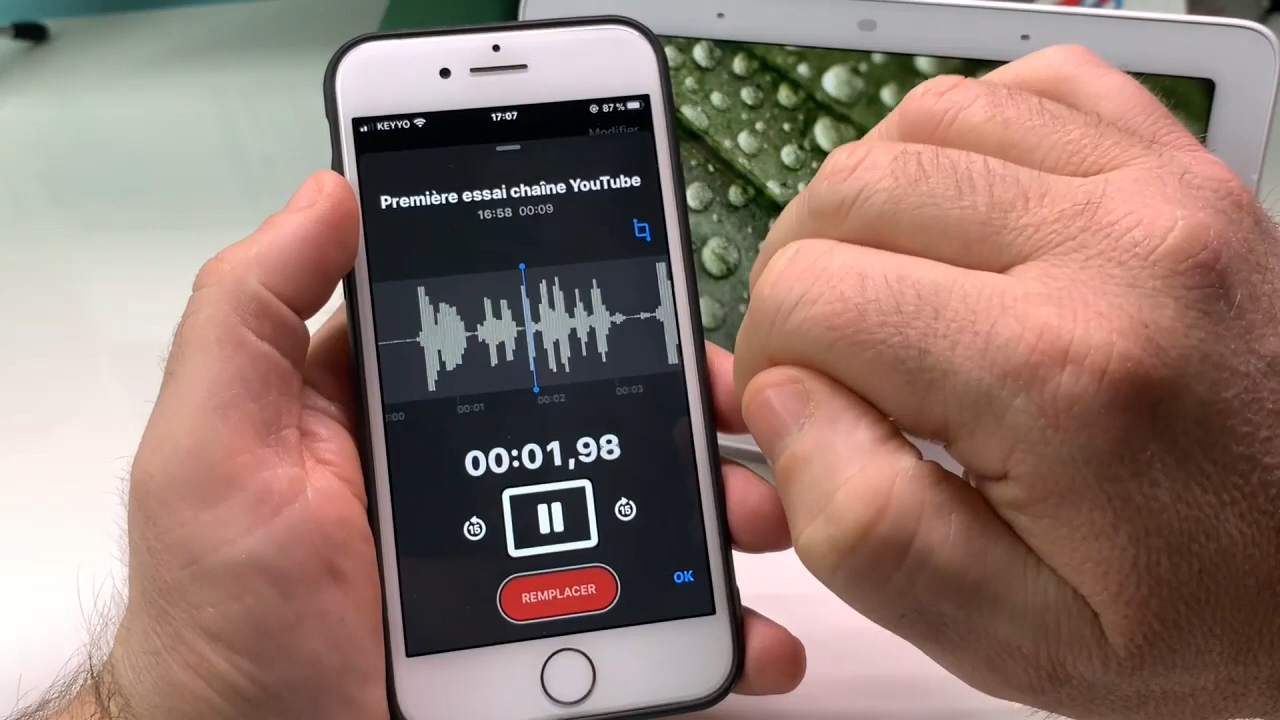 KEYYO 17:07 87 %
Modifier
Première essai chaîne YouTube
16:58 00:09
00:01 00:02 00:03
00:01,98
15 15
OK
REMPLACER